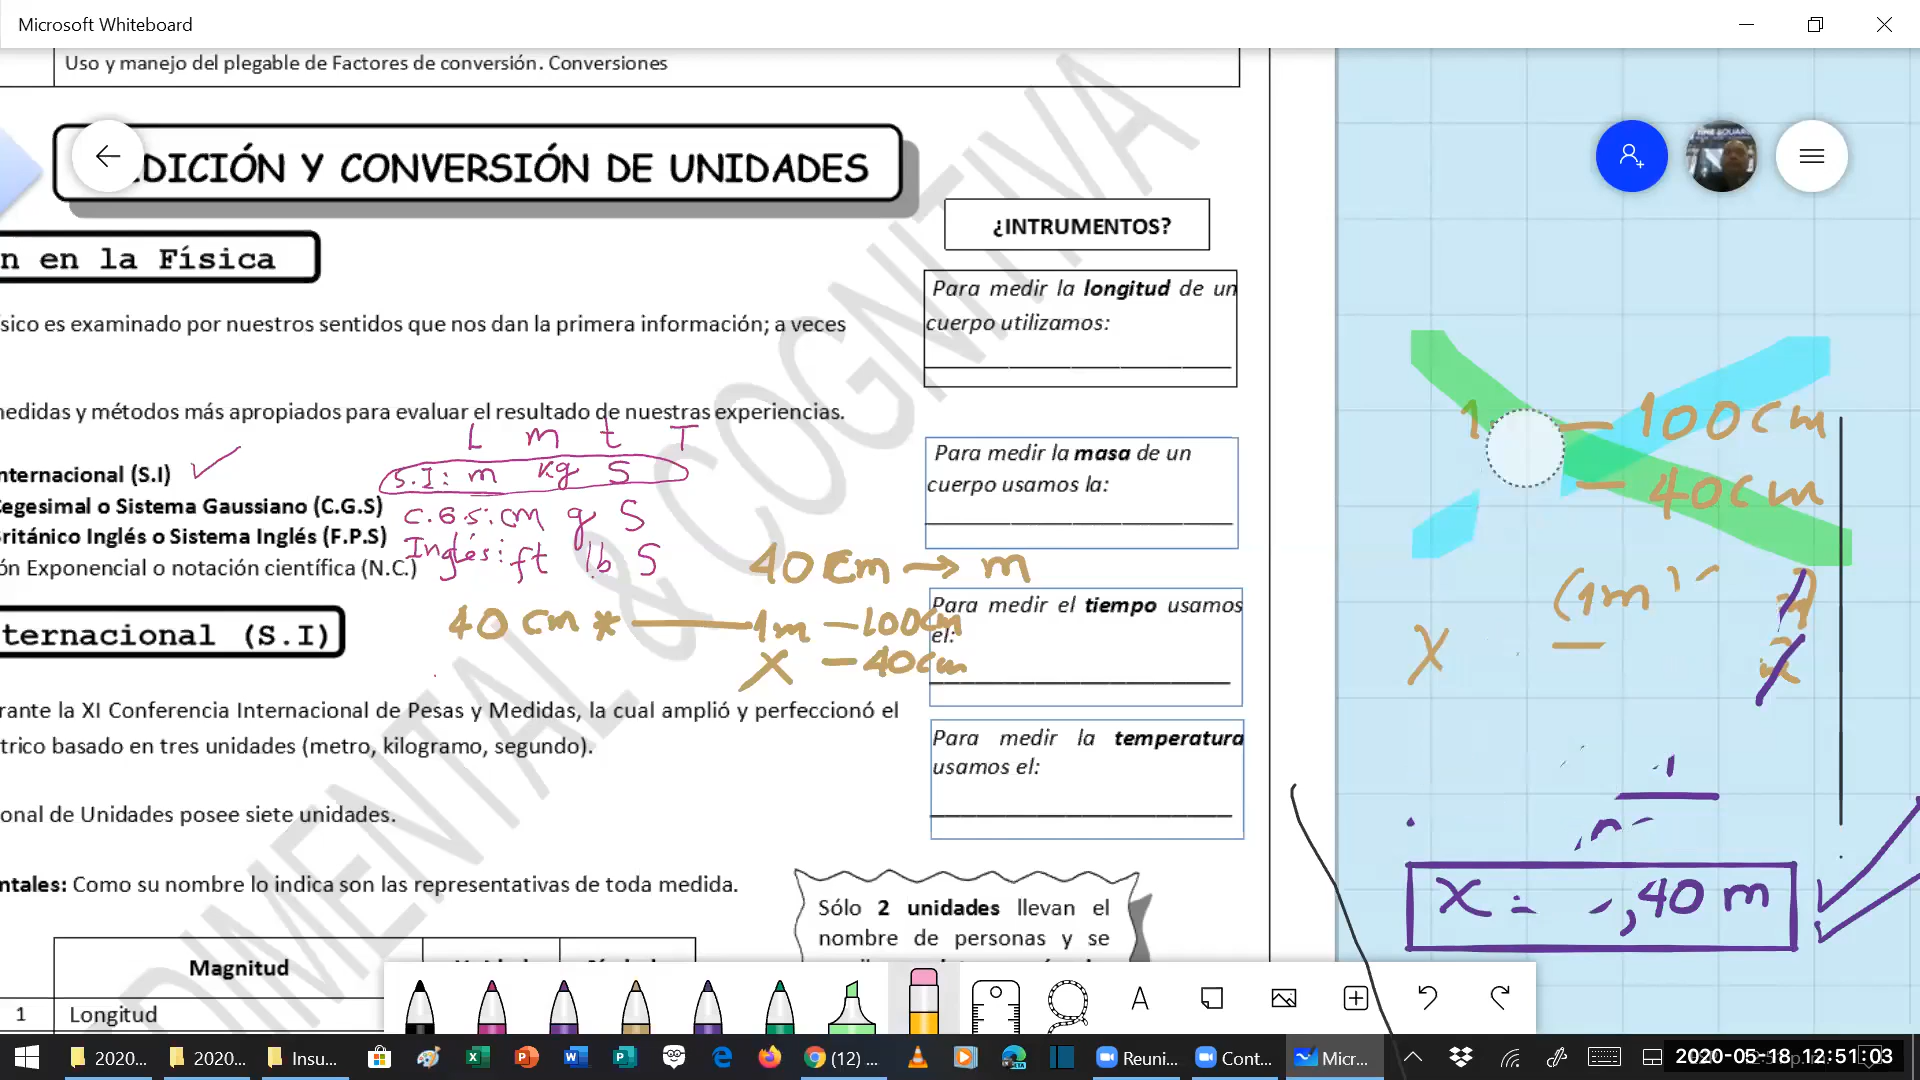 Microsoft Whiteboard
Uso y manejo del plegable de Factores de conversión. Conversiones
EDICIÓN Y CONVERSIÓN DE UNIDADES
n en la Física
¿INTRUMENTOS?
Para medir la longitud de un
cuerpo utilizamos:
ísico es examinado por nuestros sentidos que nos dan la primera información; a veces
medidas y métodos más apropiados para evaluar el resultado de nuestras experiencias.
L m t T
nternacional (S.I)
S.I: m kg S
Cegesimal o Sistema Gaussiano (C.G.S)
C.G.S: cm g S
ritánico Inglés o Sistema Inglés (F.P.S)
Inglés: ft lb S
ón Exponencial o notación científica (N.C.)
Para medir la masa de un
cuerpo usamos la:
1 — 100cm
— 40cm
40 cm → m
40 cm * — 1m — 100cm
X — 40cm
Para medir el tiempo usamos
el:
(1m)
X
ternacional (S.I)
rante la XI Conferencia Internacional de Pesas y Medidas, la cual amplió y perfeccionó el
trico basado en tres unidades (metro, kilogramo, segundo).
Para medir la temperatura
usamos el:
onal de Unidades posee siete unidades.
ntales: Como su nombre lo indica son las representativas de toda medida.
X = ,40 m
Sólo 2 unidades llevan el
nombre de personas y se
Magnitud
1 Longitud
DIMENTAL & COGNITIVA
A
2020...
2020...
Insu...
(12) ...
Reuni...
Cont...
Micr...
2020-05-18 12:51:03